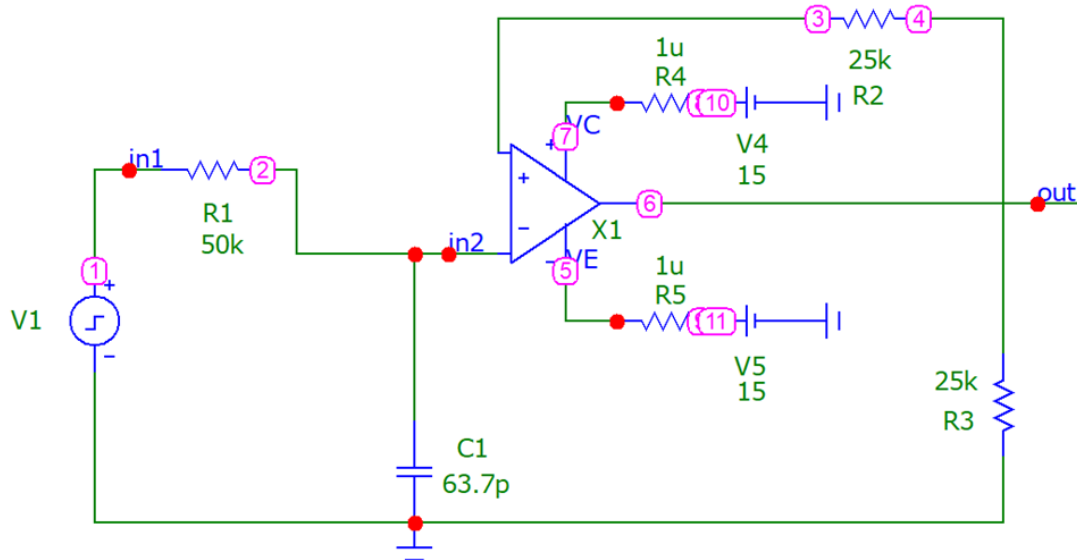 3
4
1u
25k
R4
R2
10
VC
7
V4
15
in1
2
+
+
out
6
R1
X1
50k
in2
−
VE
1
+
−
5
1u
R5
V1
11
−
V5
15
25k
R3
C1
63.7p